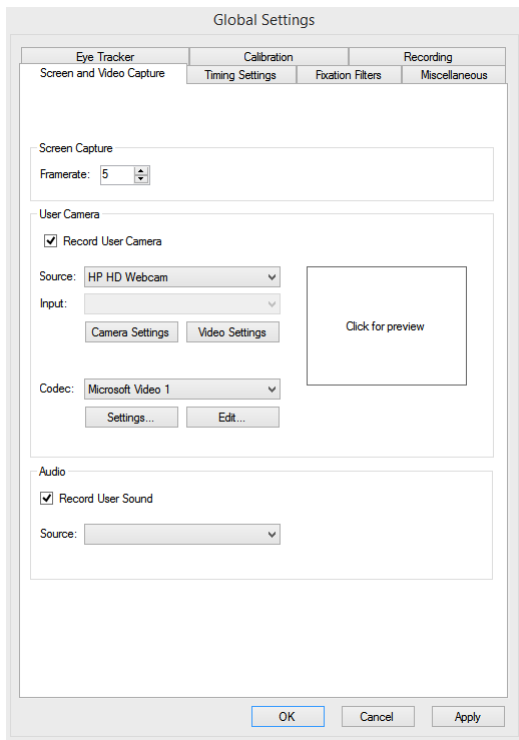 Global Settings
Eye Tracker Calibration Recording
Screen and Video Capture Timing Settings Fixation Filters Miscellaneous
Screen Capture
Framerate: 5
User Camera
Record User Camera
Source: HP HD Webcam
Input:
Camera Settings Video Settings
Click for preview
Codec: Microsoft Video 1
Settings... Edit...
Audio
Record User Sound
Source:
OK Cancel Apply